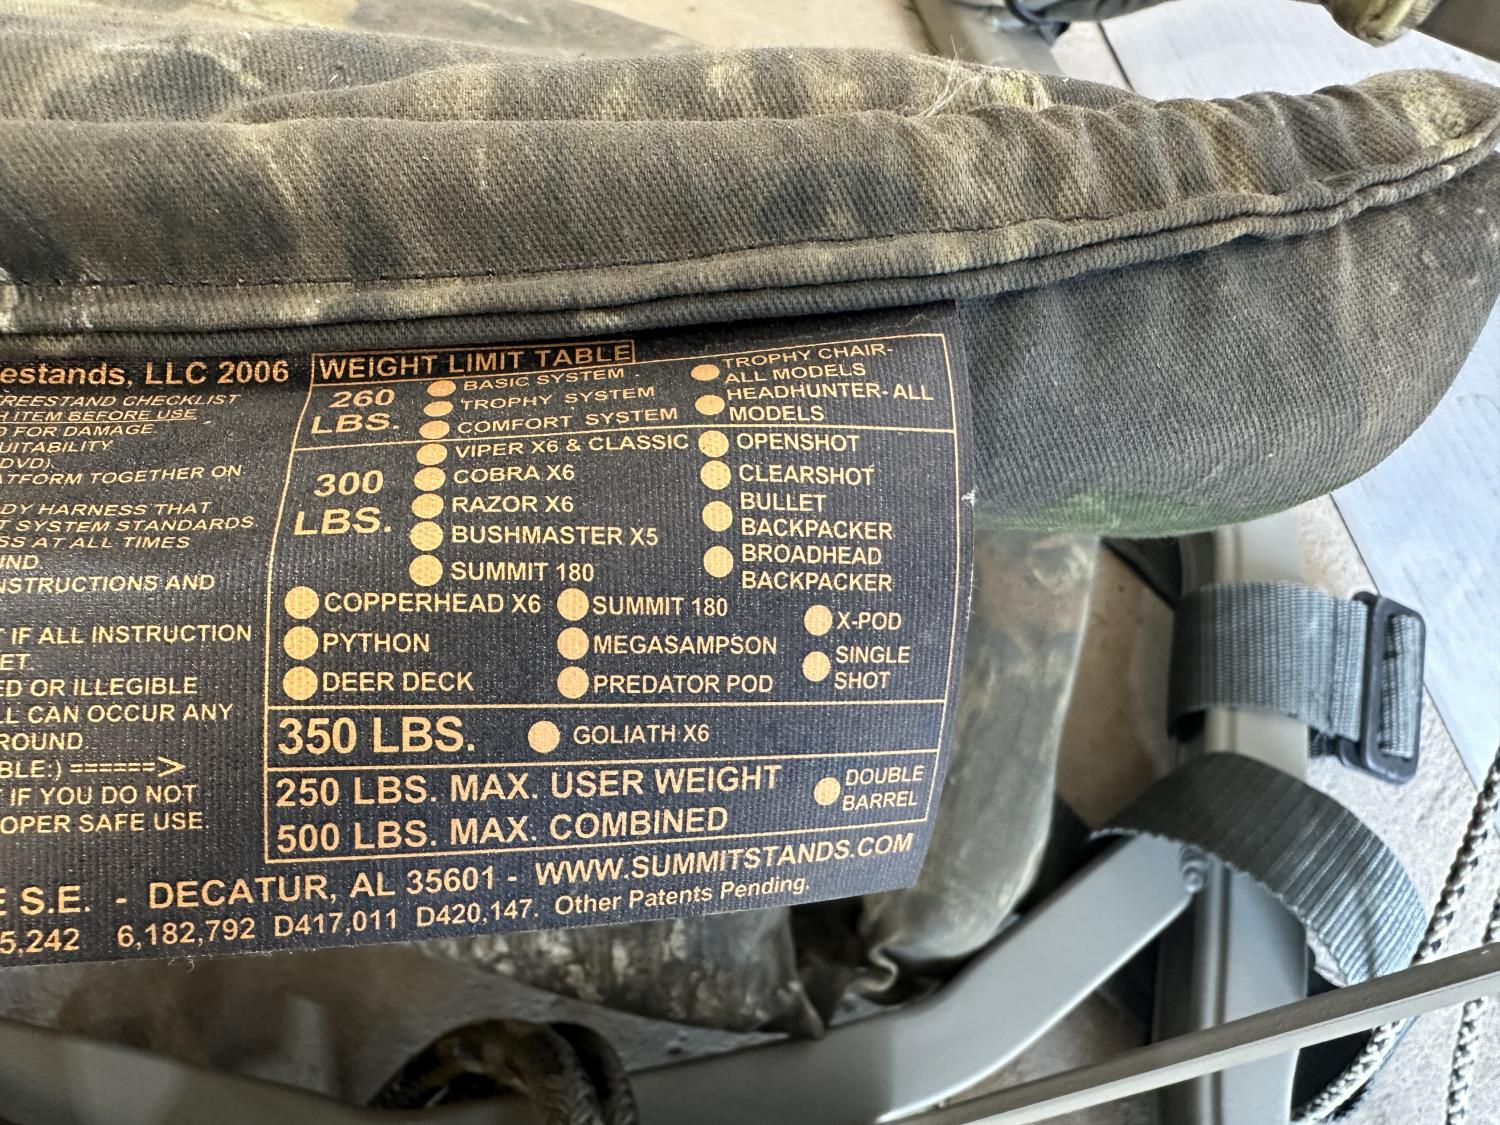 estands, LLC 2006
REESTAND CHECKLIST
H ITEM BEFORE USE
D FOR DAMAGE
UITABILITY
DVD).
ATFORM TOGETHER ON
DY HARNESS THAT
T SYSTEM STANDARDS.
SS AT ALL TIMES
UND.
NSTRUCTIONS AND
T IF ALL INSTRUCTION
ET.
ED OR ILLEGIBLE
LL CAN OCCUR ANY
ROUND.
BLE:) ======>
T IF YOU DO NOT
OPER SAFE USE.
WEIGHT LIMIT TABLE
260
LBS.
BASIC SYSTEM
TROPHY SYSTEM
COMFORT SYSTEM
TROPHY CHAIR-
ALL MODELS
HEADHUNTER- ALL
MODELS
300
LBS.
VIPER X6 & CLASSIC
COBRA X6
RAZOR X6
BUSHMASTER X5
SUMMIT 180
OPENSHOT
CLEARSHOT
BULLET
BACKPACKER
BROADHEAD
BACKPACKER
COPPERHEAD X6
PYTHON
DEER DECK
SUMMIT 180
MEGASAMPSON
PREDATOR POD
X-POD
SINGLE
SHOT
350 LBS.
GOLIATH X6
250 LBS. MAX. USER WEIGHT
500 LBS. MAX. COMBINED
DOUBLE
BARREL
E S.E. - DECATUR, AL 35601 - WWW.SUMMITSTANDS.COM
5,242 6,182,792 D417,011 D420,147. Other Patents Pending.